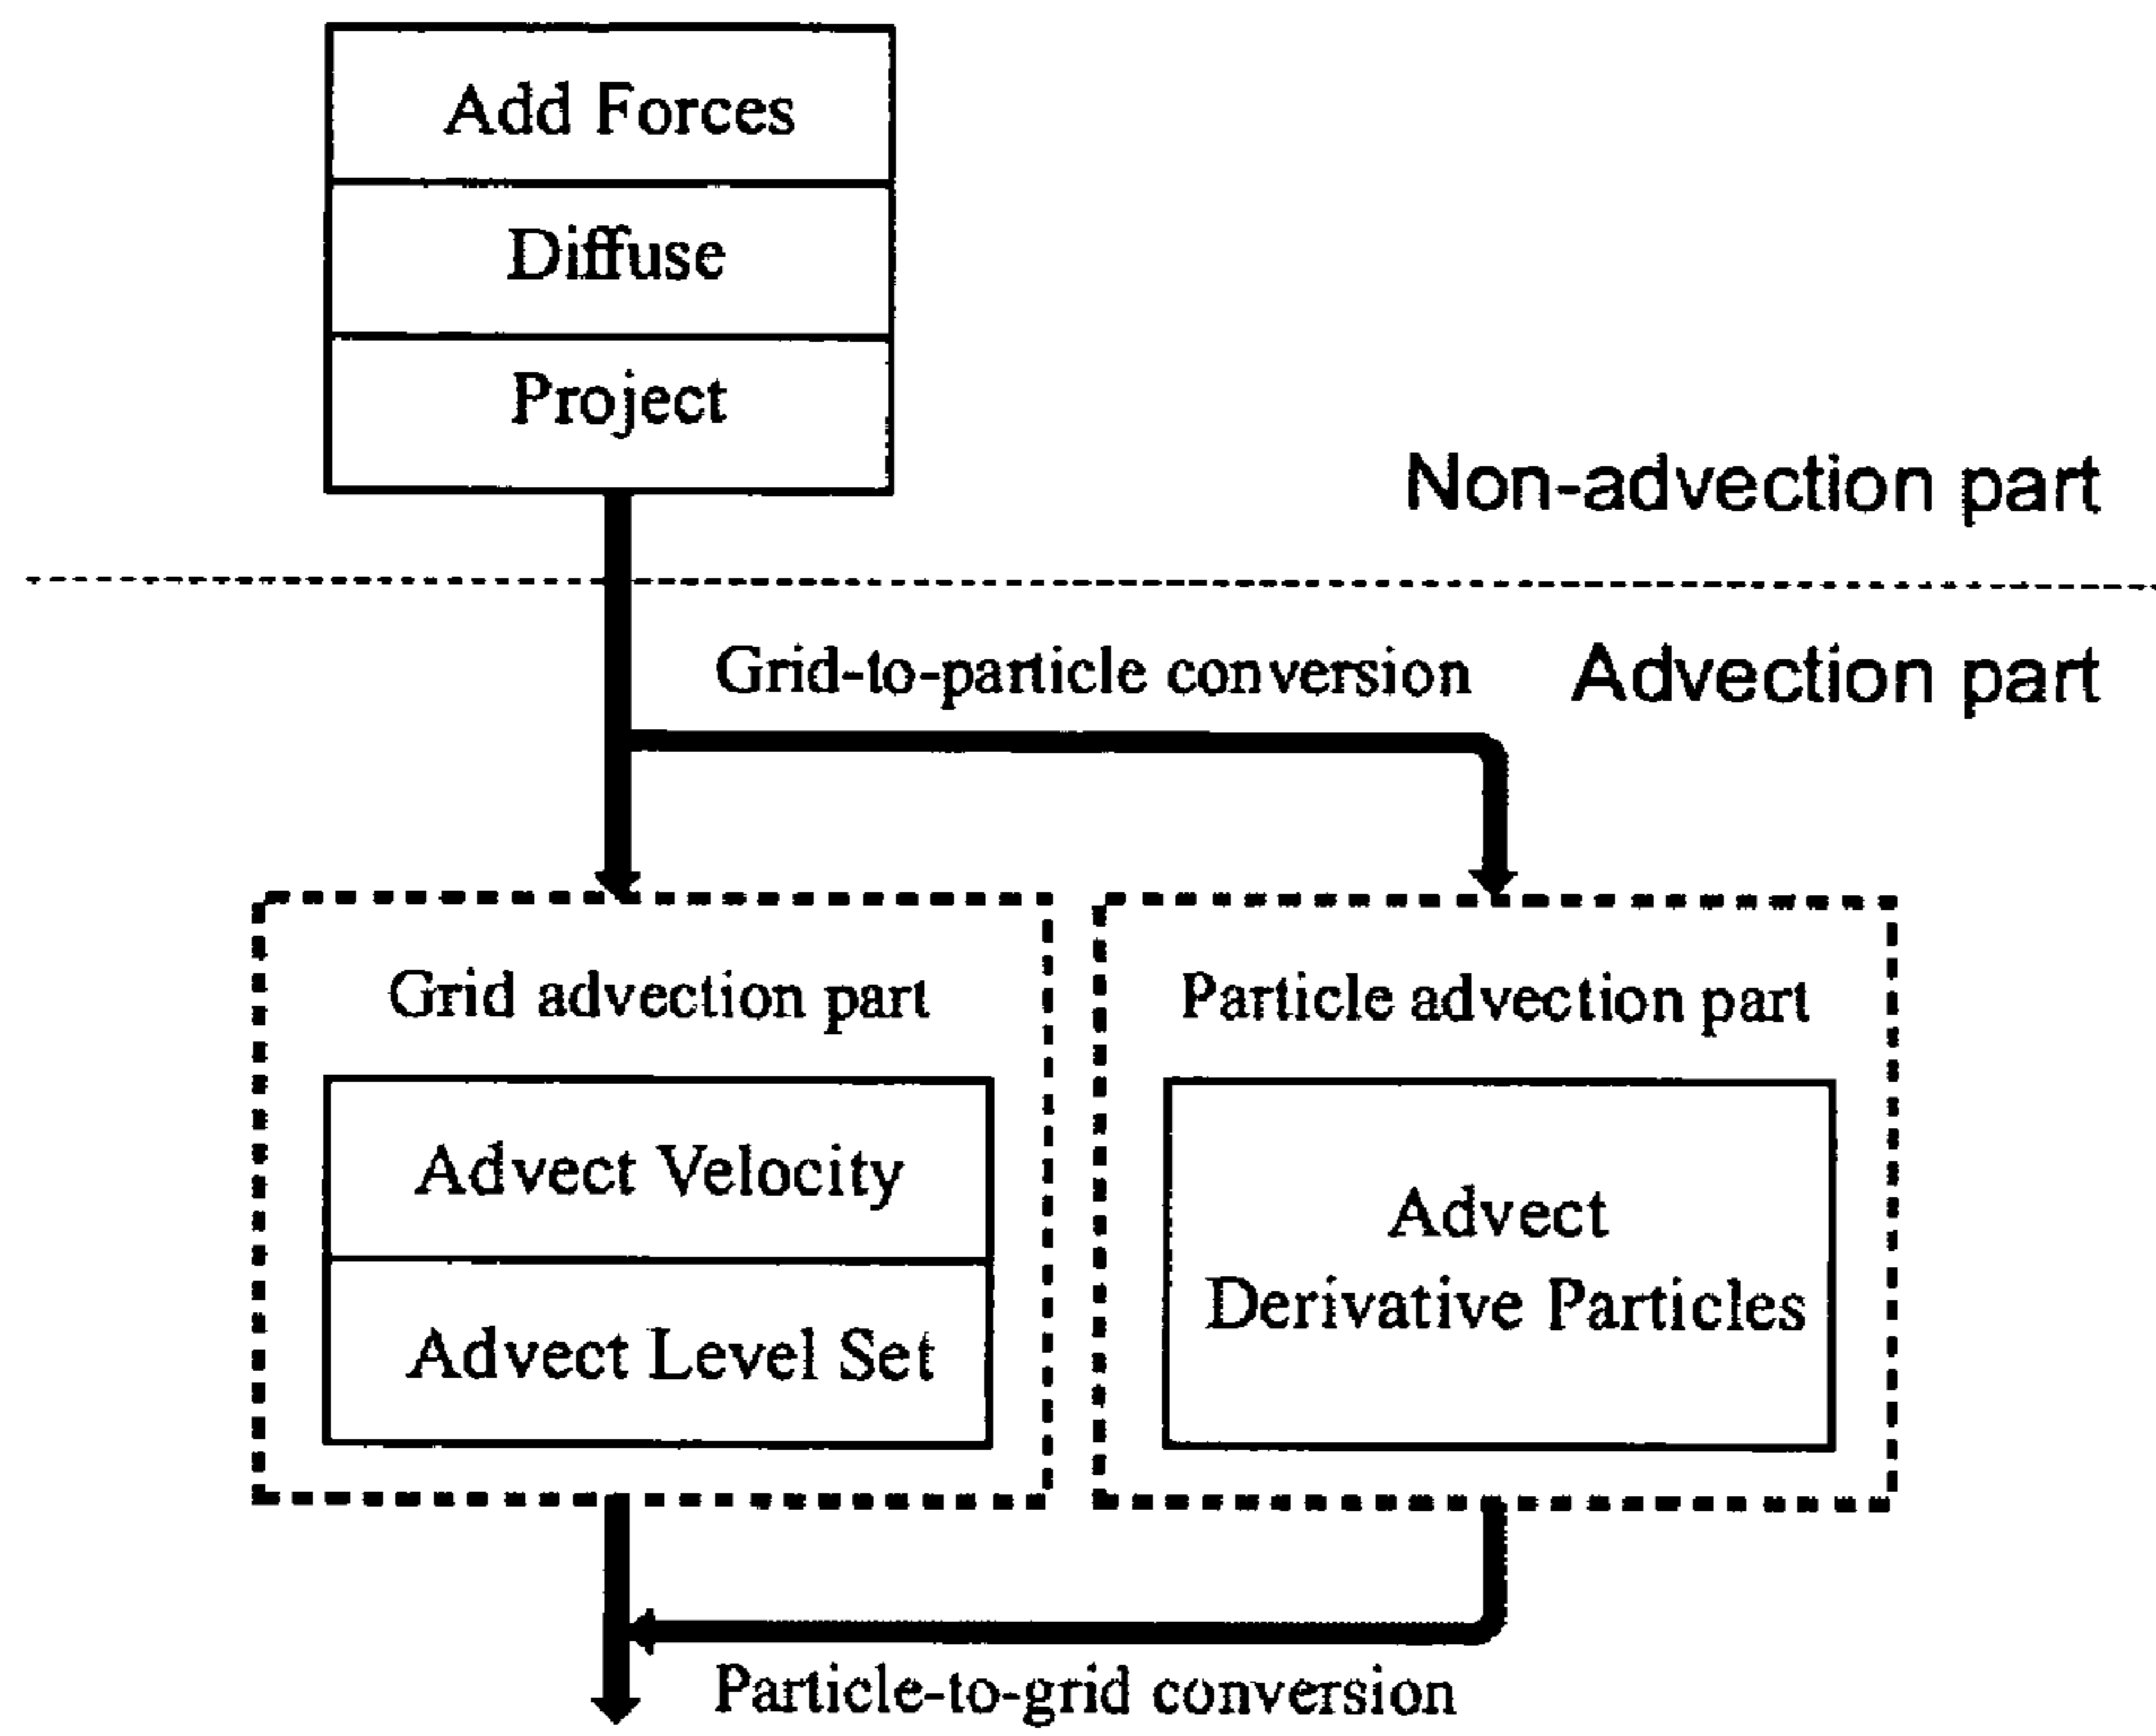 Add Forces
Diffuse
Project
Non-advection part
Grid-to-particle conversion
Advection part
Grid advection part
Particle advection part
Advect Velocity
Advect Level Set
Advect
Derivative Particles
Particle-to-grid conversion